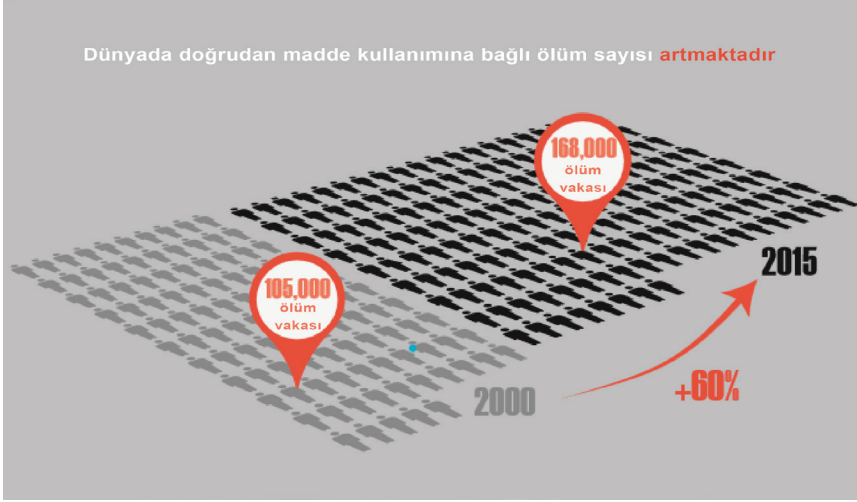 Dünyada doğrudan madde kullanımına bağlı ölüm sayısı artmaktadır
168,000
ölüm
vakası
105,000
ölüm
vakası
2015
2000
+60%